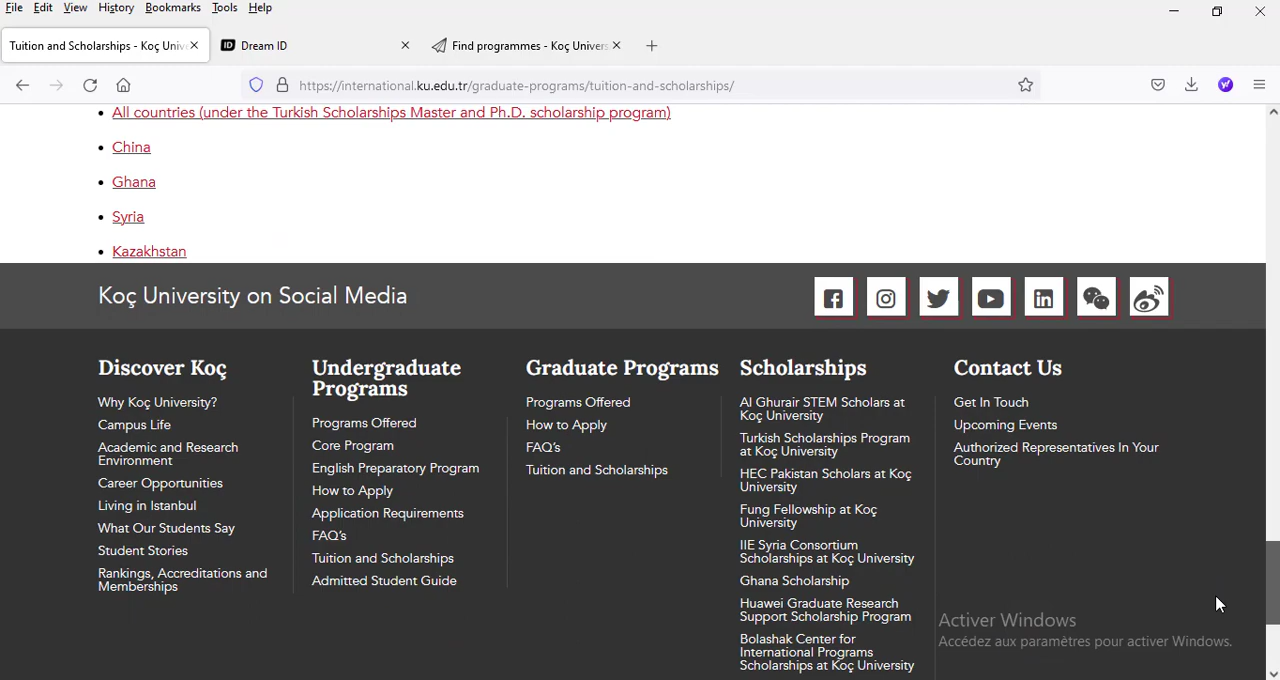 File Edit View History Bookmarks Tools Help
Tuition and Scholarships - Koç Univ
ID Dream ID
Find programmes - Koç Univers
https://international.ku.edu.tr/graduate-programs/tuition-and-scholarships/
All countries (under the Turkish Scholarships Master and Ph.D. scholarship program)
China
Ghana
Syria
Kazakhstan
Koç University on Social Media
Discover Koç
Why Koç University?
Campus Life
Academic and Research
Environment
Career Opportunities
Living in Istanbul
What Our Students Say
Student Stories
Rankings, Accreditations and
Memberships
Undergraduate
Programs
Programs Offered
Core Program
English Preparatory Program
How to Apply
Application Requirements
FAQ's
Tuition and Scholarships
Admitted Student Guide
Graduate Programs
Programs Offered
How to Apply
FAQ's
Tuition and Scholarships
Scholarships
Al Ghurair STEM Scholars at
Koç University
Turkish Scholarships Program
at Koç University
HEC Pakistan Scholars at Koç
University
Fung Fellowship at Koç
University
IIE Syria Consortium
Scholarships at Koç University
Ghana Scholarship
Huawei Graduate Research
Support Scholarship Program
Bolashak Center for
International Programs
Scholarships at Koç University
Contact Us
Get In Touch
Upcoming Events
Authorized Representatives In Your
Country
Activer Windows
Accédez aux paramètres pour activer Windows.